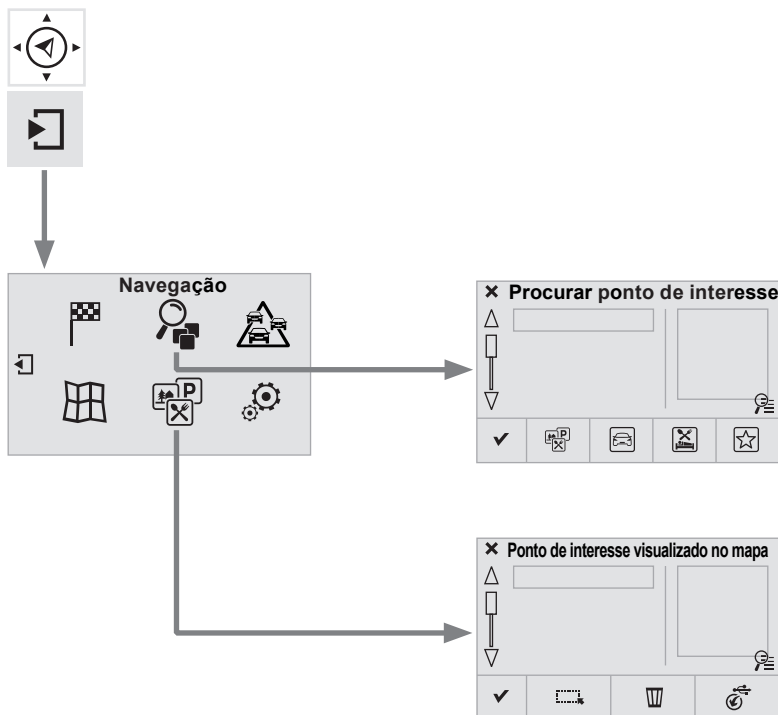 Navegação
Procurar ponto de interesse
P
P
Ponto de interesse visualizado no mapa